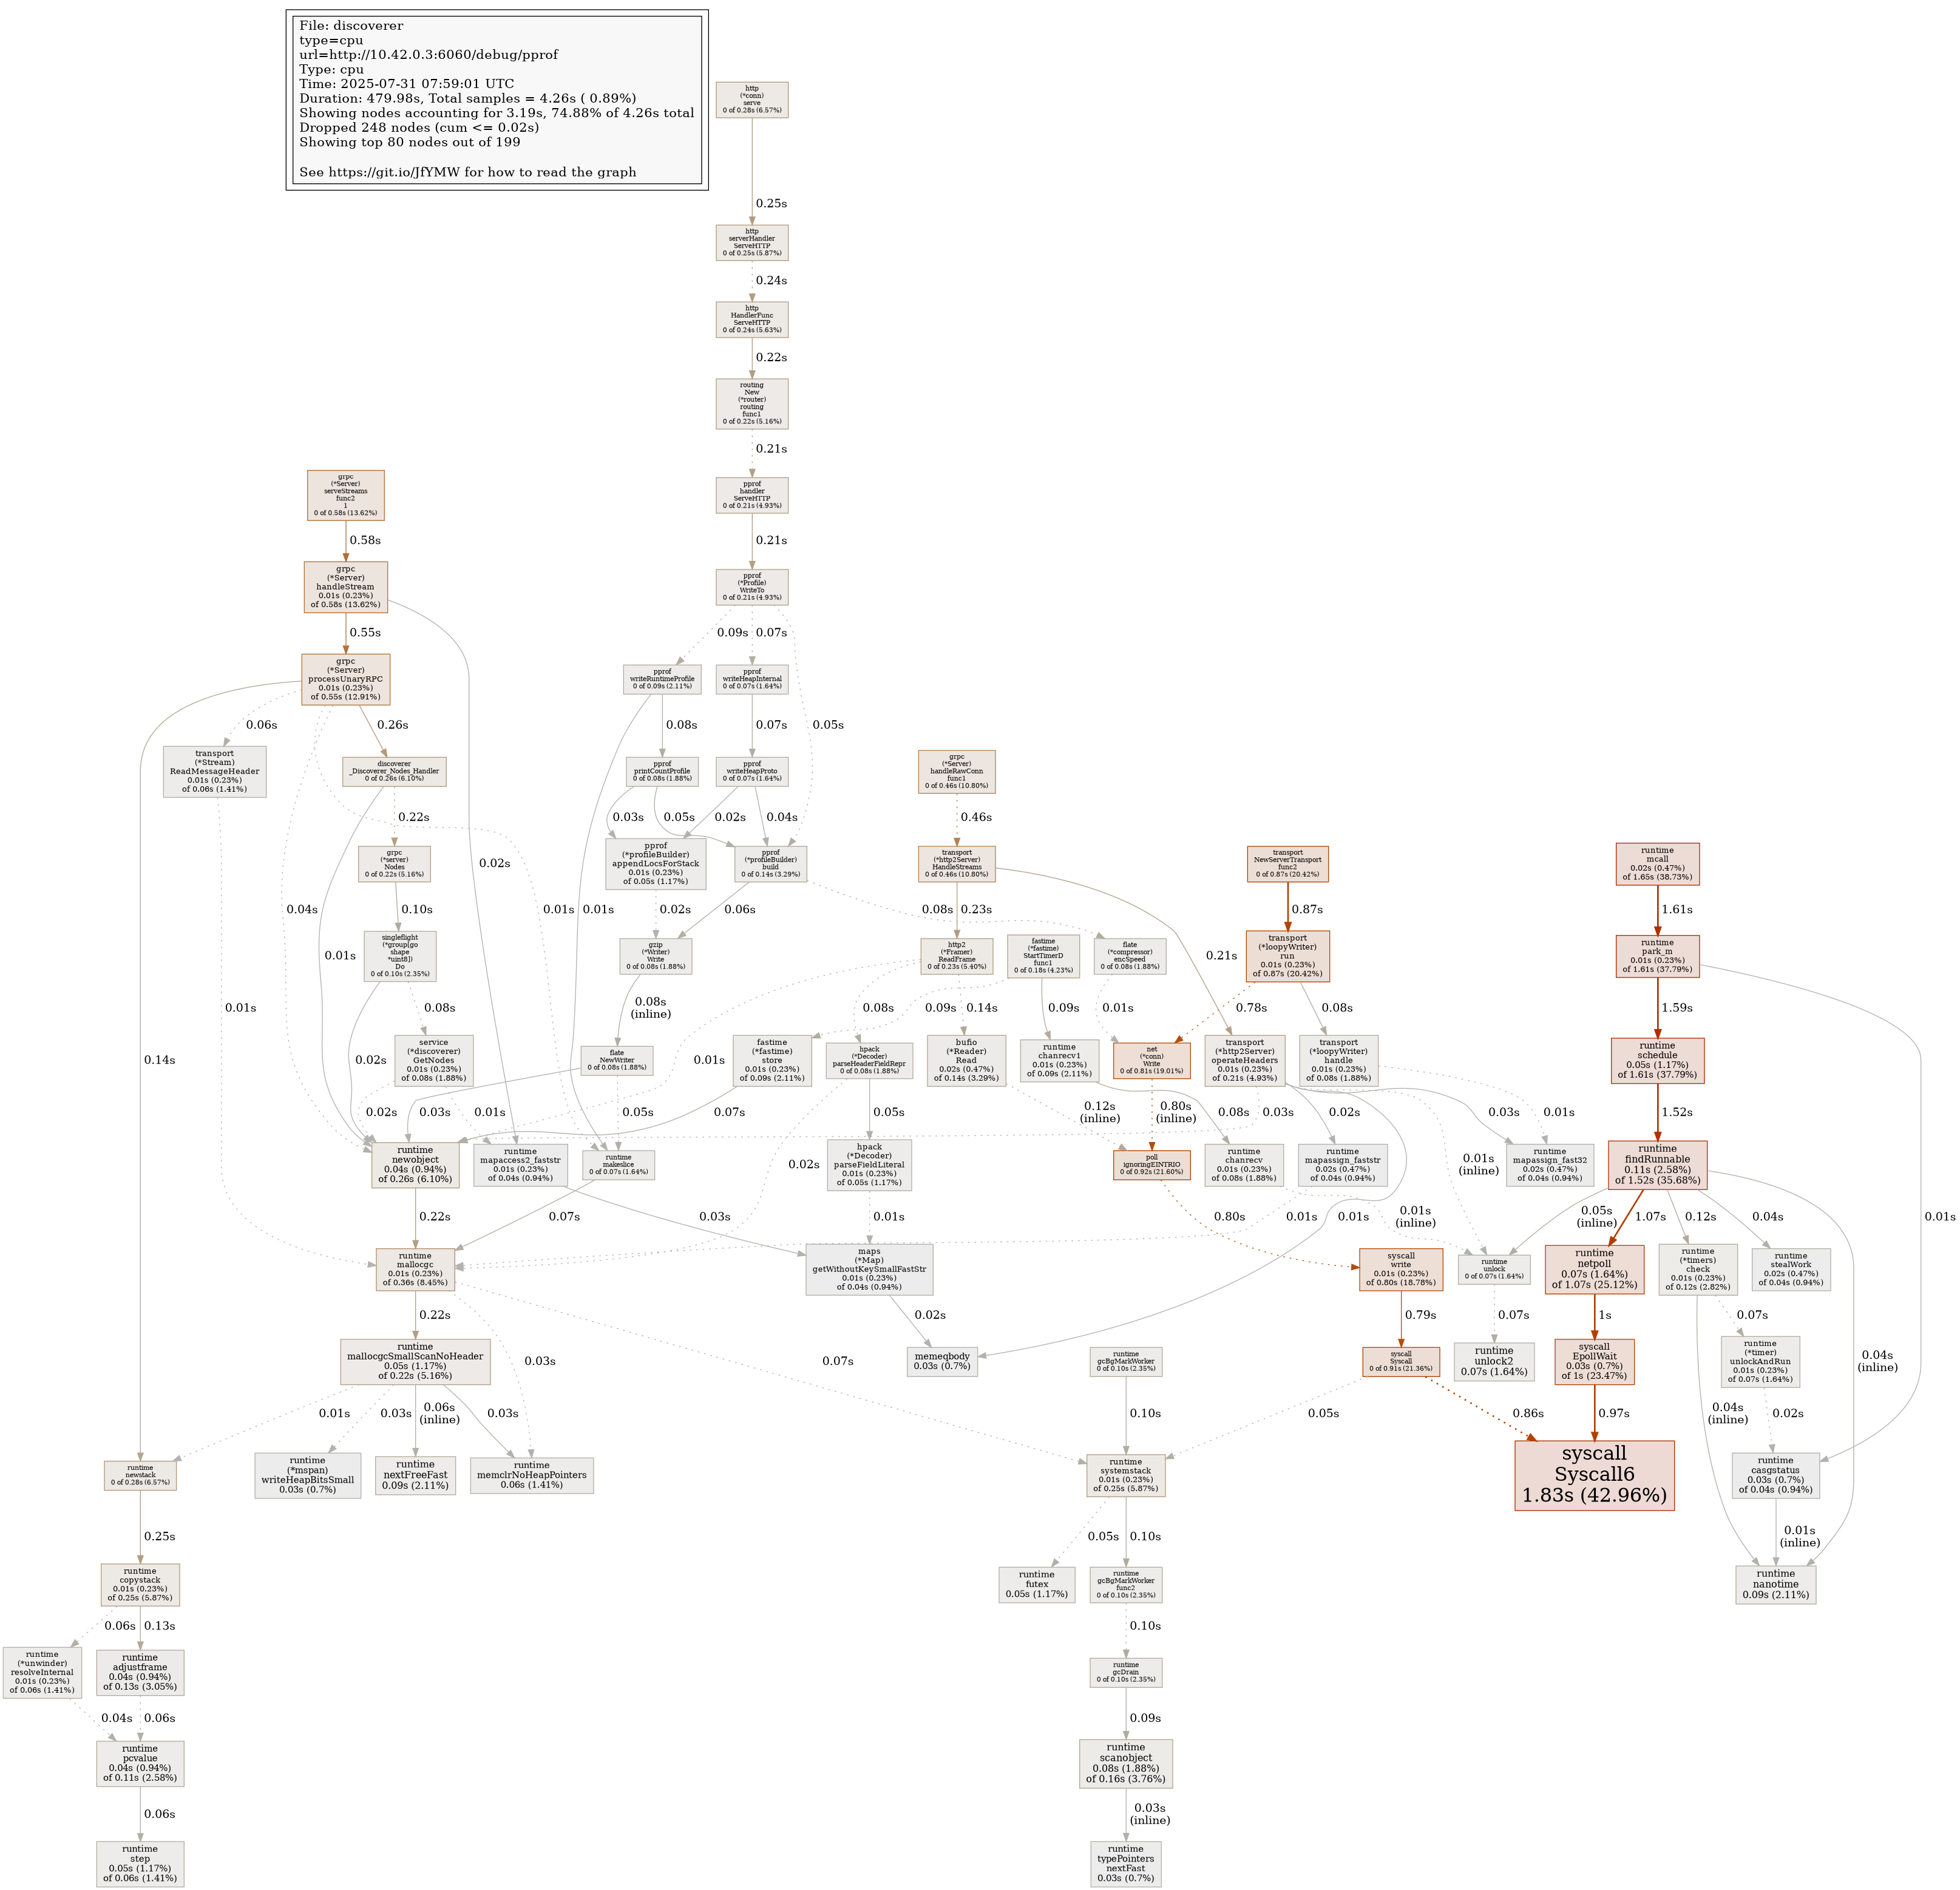 File: discoverer
type=cpu
url=http://10.42.0.3:6060/debug/pprof
Type: cpu
Time: 2025-07-31 07:59:01 UTC
Duration: 479.98s, Total samples = 4.26s ( 0.89%)
Showing nodes accounting for 3.19s, 74.88% of 4.26s total
Dropped 248 nodes (cum <= 0.02s)
Showing top 80 nodes out of 199
See https://git.io/JfYMW for how to read the graph
http
(*conn)
serve
0 of 0.28s (6.57%)
0.25s
http
serverHandler
ServeHTTP
0 of 0.25s (5.87%)
0.24s
http
HandlerFunc
ServeHTTP
0 of 0.24s (5.63%)
0.22s
routing
New
(*router)
routing
func1
0 of 0.22s (5.16%)
0.21s
pprof
handler
ServeHTTP
0 of 0.21s (4.93%)
0.21s
pprof
(*Profile)
WriteTo
0 of 0.21s (4.93%)
0.09s
0.07s
0.05s
grpc
(*Server)
serveStreams
func2
1
0 of 0.58s (13.62%)
0.58s
grpc
(*Server)
handleStream
0.01s (0.23%)
of 0.58s (13.62%)
0.55s
0.02s
grpc
(*Server)
processUnaryRPC
0.01s (0.23%)
of 0.55s (12.91%)
0.14s
0.06s
0.04s
0.01s
0.26s
pprof
writeRuntimeProfile
0 of 0.09s (2.11%)
0.01s
0.08s
pprof
writeHeapInternal
0 of 0.07s (1.64%)
0.07s
transport
(*Stream)
ReadMessageHeader
0.01s (0.23%)
of 0.06s (1.41%)
0.01s
discoverer
_Discoverer_Nodes_Handler
0 of 0.26s (6.10%)
0.01s
0.22s
pprof
printCountProfile
0 of 0.08s (1.88%)
0.03s
0.05s
pprof
writeHeapProto
0 of 0.07s (1.64%)
0.02s
0.04s
grpc
(*Server)
handleRawConn
func1
0 of 0.46s (10.80%)
0.46s
grpc
(*server)
Nodes
0 of 0.22s (5.16%)
0.10s
pprof
(*profileBuilder)
appendLocsForStack
0.01s (0.23%)
of 0.05s (1.17%)
0.02s
pprof
(*profileBuilder)
build
0 of 0.14s (3.29%)
0.06s
0.08s
transport
(*http2Server)
HandleStreams
0 of 0.46s (10.80%)
0.23s
0.21s
transport
NewServerTransport
func2
0 of 0.87s (20.42%)
0.87s
runtime
mcall
0.02s (0.47%)
of 1.65s (38.73%)
1.61s
singleflight
(*group[go
shape
*uint8])
Do
0 of 0.10s (2.35%)
0.02s
0.08s
gzip
(*Writer)
Write
0 of 0.08s (1.88%)
0.08s
(inline)
http2
(*Framer)
ReadFrame
0 of 0.23s (5.40%)
0.01s
0.08s
0.14s
fastime
(*fastime)
StartTimerD
func1
0 of 0.18s (4.23%)
0.09s
0.09s
flate
(*compressor)
encSpeed
0 of 0.08s (1.88%)
0.01s
transport
(*loopyWriter)
run
0.01s (0.23%)
of 0.87s (20.42%)
0.78s
0.08s
runtime
park_m
0.01s (0.23%)
of 1.61s (37.79%)
1.59s
0.01s
service
(*discoverer)
GetNodes
0.01s (0.23%)
of 0.08s (1.88%)
0.02s
0.01s
flate
NewWriter
0 of 0.08s (1.88%)
0.03s
0.05s
fastime
(*fastime)
store
0.01s (0.23%)
of 0.09s (2.11%)
0.07s
hpack
(*Decoder)
parseHeaderFieldRepr
0 of 0.08s (1.88%)
0.02s
0.05s
bufio
(*Reader)
Read
0.02s (0.47%)
of 0.14s (3.29%)
0.12s
(inline)
runtime
chanrecv1
0.01s (0.23%)
of 0.09s (2.11%)
0.08s
net
(*conn)
Write
0 of 0.81s (19.01%)
0.80s
(inline)
transport
(*http2Server)
operateHeaders
0.01s (0.23%)
of 0.21s (4.93%)
0.03s
0.02s
0.01s
0.01s
(inline)
0.03s
transport
(*loopyWriter)
handle
0.01s (0.23%)
of 0.08s (1.88%)
0.01s
runtime
schedule
0.05s (1.17%)
of 1.61s (37.79%)
1.52s
runtime
newobject
0.04s (0.94%)
of 0.26s (6.10%)
0.22s
runtime
mapaccess2_faststr
0.01s (0.23%)
of 0.04s (0.94%)
0.03s
runtime
makeslice
0 of 0.07s (1.64%)
0.07s
hpack
(*Decoder)
parseFieldLiteral
0.01s (0.23%)
of 0.05s (1.17%)
0.01s
poll
ignoringEINTRIO
0 of 0.92s (21.60%)
0.80s
runtime
chanrecv
0.01s (0.23%)
of 0.08s (1.88%)
0.01s
(inline)
runtime
mapassign_faststr
0.02s (0.47%)
of 0.04s (0.94%)
0.01s
runtime
mapassign_fast32
0.02s (0.47%)
of 0.04s (0.94%)
runtime
findRunnable
0.11s (2.58%)
of 1.52s (35.68%)
0.05s
(inline)
1.07s
0.12s
0.04s
0.04s
(inline)
runtime
mallocgc
0.01s (0.23%)
of 0.36s (8.45%)
0.22s
0.03s
0.07s
maps
(*Map)
getWithoutKeySmallFastStr
0.01s (0.23%)
of 0.04s (0.94%)
0.02s
syscall
write
0.01s (0.23%)
of 0.80s (18.78%)
0.79s
runtime
unlock
0 of 0.07s (1.64%)
0.07s
runtime
netpoll
0.07s (1.64%)
of 1.07s (25.12%)
1s
runtime
(*timers)
check
0.01s (0.23%)
of 0.12s (2.82%)
0.04s
(inline)
0.07s
runtime
stealWork
0.02s (0.47%)
of 0.04s (0.94%)
runtime
mallocgcSmallScanNoHeader
0.05s (1.17%)
of 0.22s (5.16%)
0.01s
0.03s
0.06s
(inline)
0.03s
memeqbody
0.03s (0.7%)
runtime
gcBgMarkWorker
0 of 0.10s (2.35%)
0.10s
syscall
Syscall
0 of 0.91s (21.36%)
0.05s
0.86s
runtime
unlock2
0.07s (1.64%)
syscall
EpollWait
0.03s (0.7%)
of 1s (23.47%)
0.97s
runtime
(*timer)
unlockAndRun
0.01s (0.23%)
of 0.07s (1.64%)
0.02s
runtime
newstack
0 of 0.28s (6.57%)
0.25s
runtime
(*mspan)
writeHeapBitsSmall
0.03s (0.7%)
runtime
nextFreeFast
0.09s (2.11%)
runtime
memclrNoHeapPointers
0.06s (1.41%)
runtime
systemstack
0.01s (0.23%)
of 0.25s (5.87%)
0.05s
0.10s
syscall
Syscall6
1.83s (42.96%)
runtime
casgstatus
0.03s (0.7%)
of 0.04s (0.94%)
0.01s
(inline)
runtime
copystack
0.01s (0.23%)
of 0.25s (5.87%)
0.06s
0.13s
runtime
futex
0.05s (1.17%)
runtime
gcBgMarkWorker
func2
0 of 0.10s (2.35%)
0.10s
runtime
nanotime
0.09s (2.11%)
runtime
(*unwinder)
resolveInternal
0.01s (0.23%)
of 0.06s (1.41%)
0.04s
runtime
adjustframe
0.04s (0.94%)
of 0.13s (3.05%)
0.06s
runtime
gcDrain
0 of 0.10s (2.35%)
0.09s
runtime
pcvalue
0.04s (0.94%)
of 0.11s (2.58%)
0.06s
runtime
scanobject
0.08s (1.88%)
of 0.16s (3.76%)
0.03s
(inline)
runtime
step
0.05s (1.17%)
of 0.06s (1.41%)
runtime
typePointers
nextFast
0.03s (0.7%)